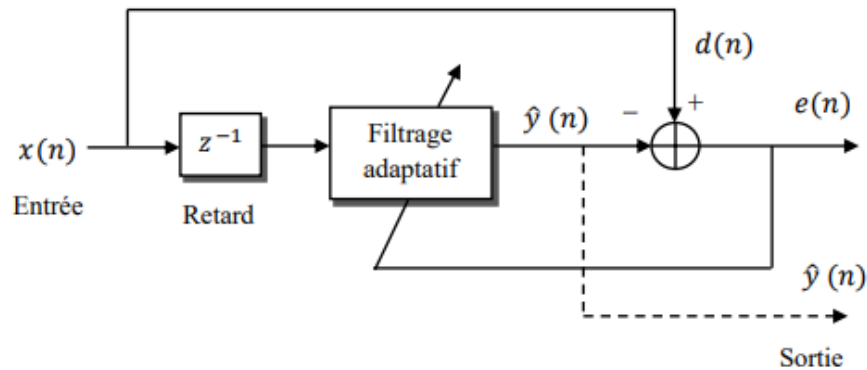 d(n)
x(n)
Entrée
z⁻¹
Retard
Filtrage
adaptatif
ŷ (n)
−
+
e(n)
ŷ (n)
Sortie